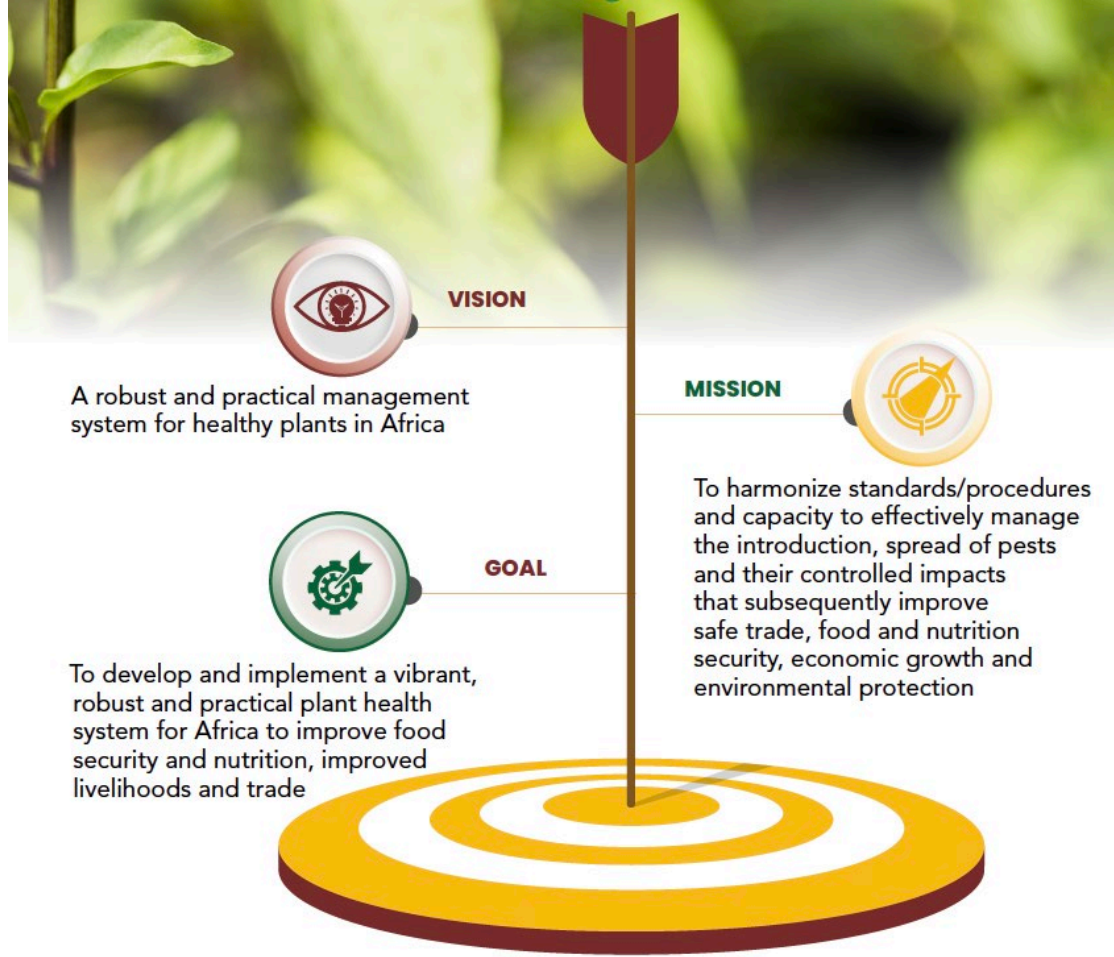 VISION
A robust and practical management
system for healthy plants in Africa
MISSION
To harmonize standards/procedures
and capacity to effectively manage
the introduction, spread of pests
and their controlled impacts
that subsequently improve
safe trade, food and nutrition
security, economic growth and
environmental protection
GOAL
To develop and implement a vibrant,
robust and practical plant health
system for Africa to improve food
security and nutrition, improved
livelihoods and trade